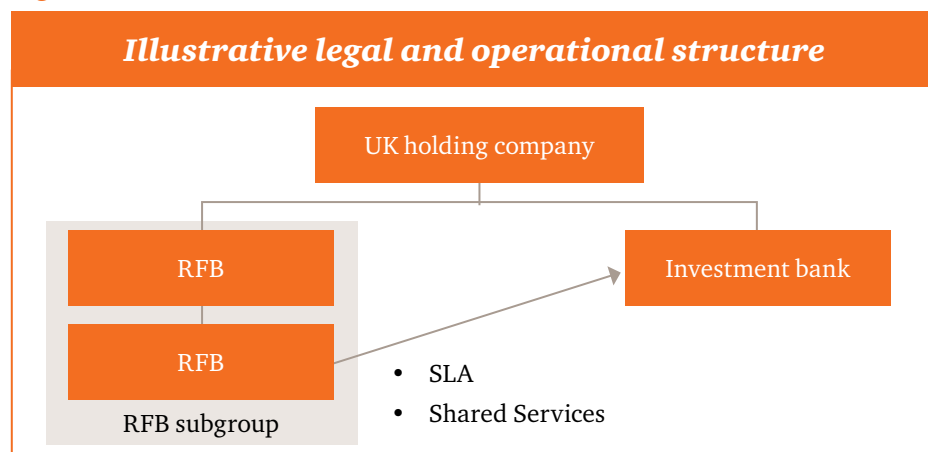 Illustrative legal and operational structure
UK holding company
RFB
Investment bank
RFB
• SLA
• Shared Services
RFB subgroup